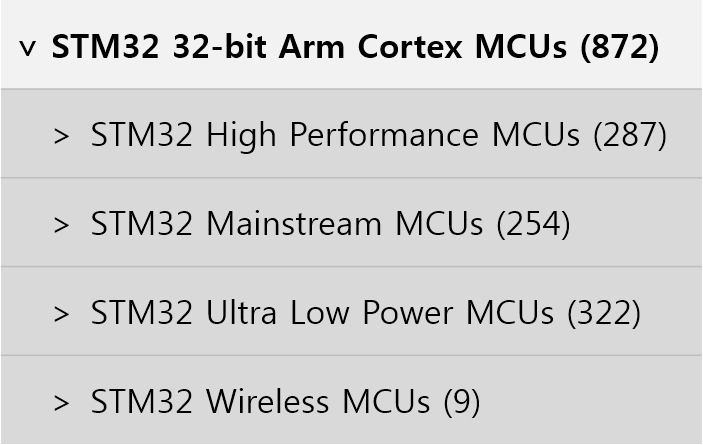 v STM32 32-bit Arm Cortex MCUs (872)
> STM32 High Performance MCUs (287)
> STM32 Mainstream MCUs (254)
> STM32 Ultra Low Power MCUs (322)
> STM32 Wireless MCUs (9)